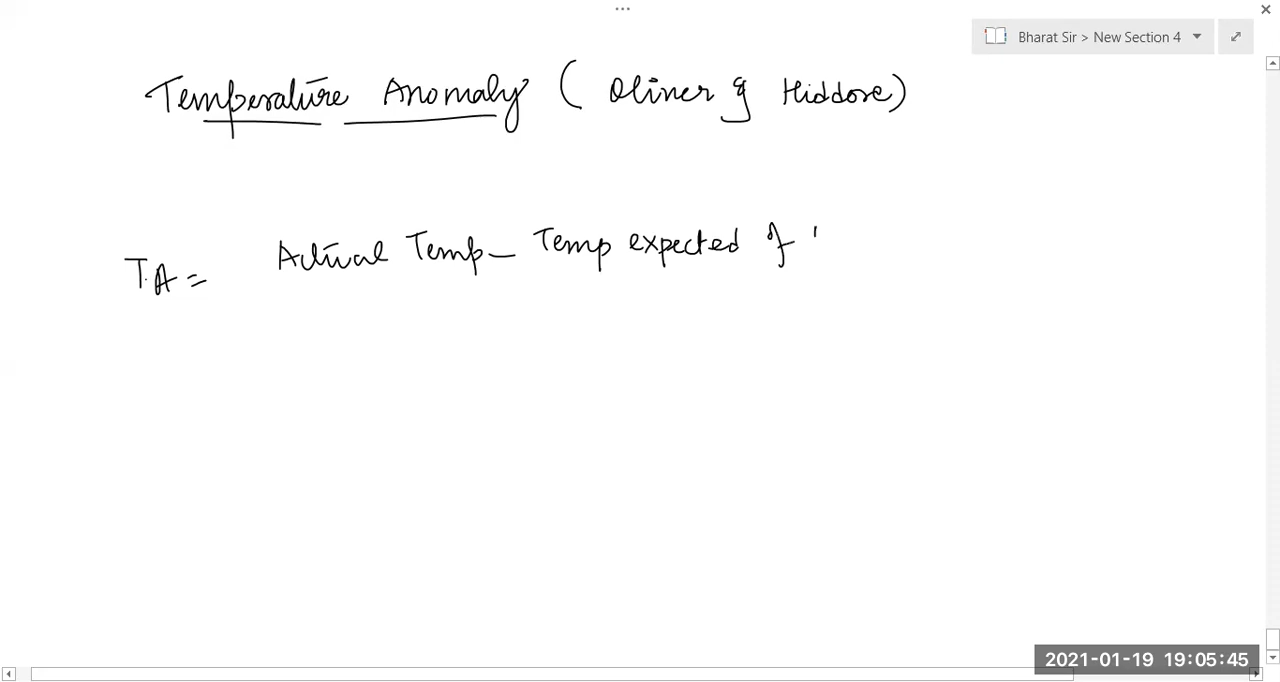 ...
Bharat Sir > New Section 4
Temperature Anomaly (Oliver & Hiddore)
T.A = Actual Temp - Temp expected of '
2021-01-19 19:05:45